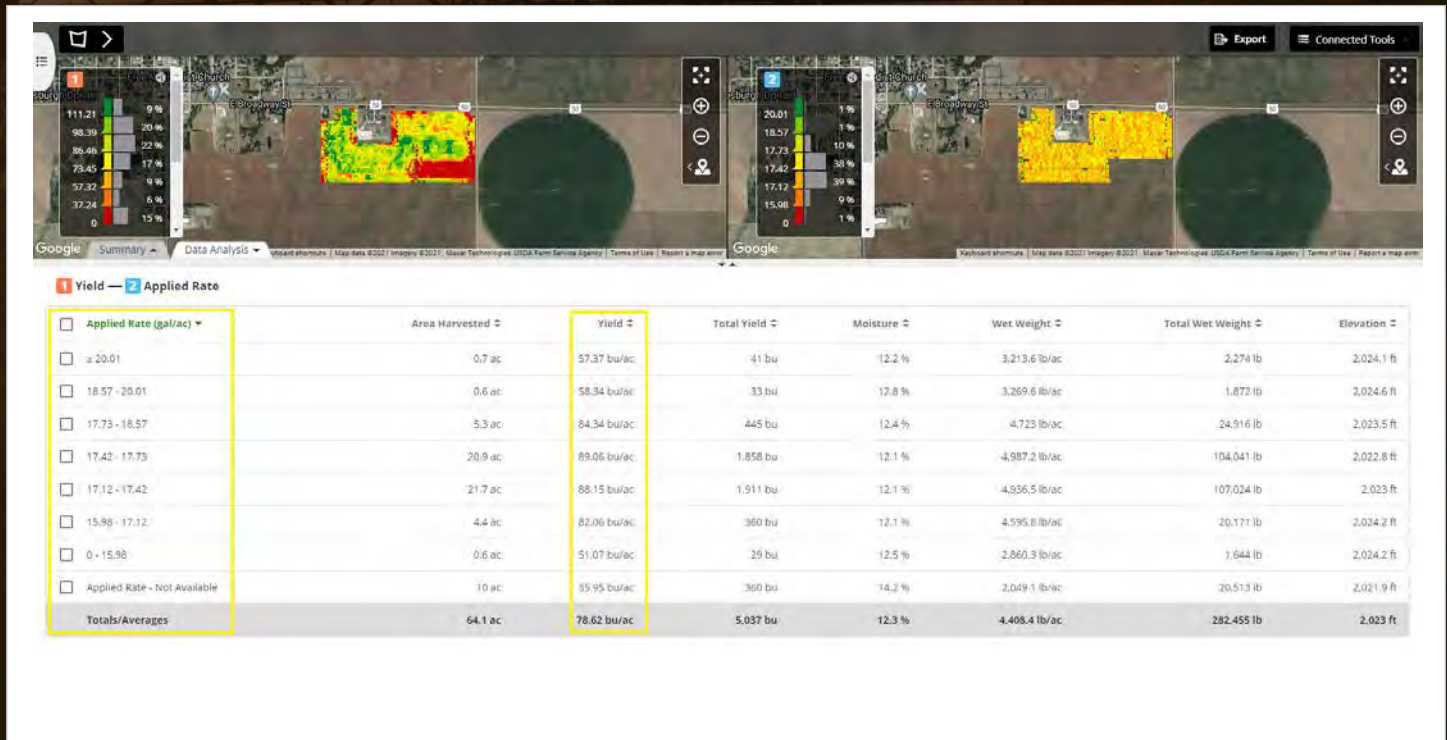 Export
Connected Tools
1
E Broadway St
50
50
50
9 %
111.21
20 %
98.39
22 %
86.46
17 %
73.45
9 %
57.32
6 %
37.24
15 %
0
2
E Broadway St
50
50
50
1 %
20.01
1 %
18.57
10 %
17.73
38 %
17.42
39 %
17.12
9 %
15.98
1 %
0
Google
Summary
Data Analysis
Google
1 Yield — 2 Applied Rate
Applied Rate (gal/ac) Area Harvested Yield Total Yield Moisture Wet Weight Total Wet Weight Elevation
≥ 20.01 0.7 ac 57.37 bu/ac 41 bu 12.2 % 3,213.6 lb/ac 2,274 lb 2,024.1 ft
18.57 - 20.01 0.6 ac 58.34 bu/ac 33 bu 12.8 % 3,269.6 lb/ac 1,872 lb 2,024.6 ft
17.73 - 18.57 5.3 ac 84.34 bu/ac 445 bu 12.4 % 4,723 lb/ac 24,916 lb 2,023.5 ft
17.42 - 17.73 20.9 ac 89.06 bu/ac 1,858 bu 12.1 % 4,987.2 lb/ac 104,041 lb 2,022.8 ft
17.12 - 17.42 21.7 ac 88.15 bu/ac 1,911 bu 12.1 % 4,936.5 lb/ac 107,024 lb 2,023 ft
15.98 - 17.12 4.4 ac 82.06 bu/ac 360 bu 12.1 % 4,595.8 lb/ac 20,171 lb 2,024.2 ft
0 - 15.98 0.6 ac 51.07 bu/ac 29 bu 12.5 % 2,860.3 lb/ac 1,644 lb 2,024.2 ft
Applied Rate - Not Available 10 ac 35.95 bu/ac 360 bu 14.2 % 2,049.1 lb/ac 20,513 lb 2,021.9 ft
Totals/Averages 64.1 ac 78.62 bu/ac 5,037 bu 12.3 % 4,408.4 lb/ac 282,455 lb 2,023 ft